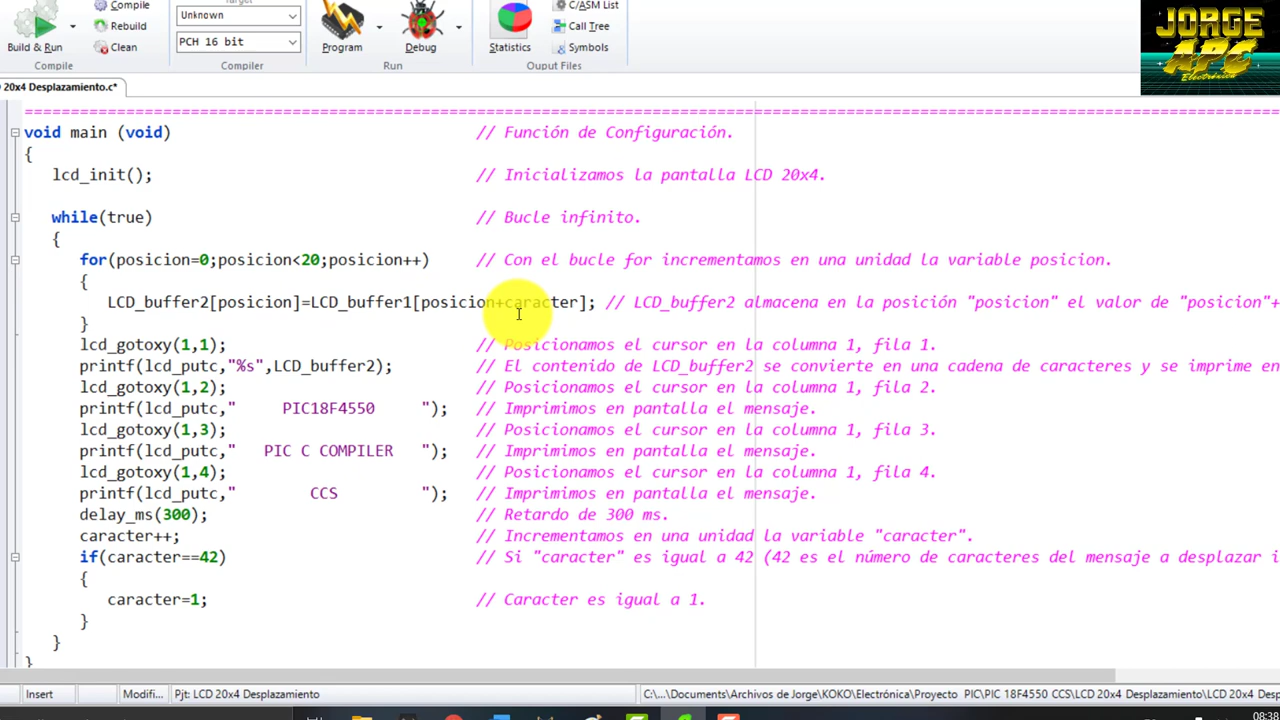 Target
Compile
C/ASM List
Unknown
Rebuild
Call Tree
Build & Run
Clean
PCH 16 bit
Program
Debug
Statistics
Symbols
Compile
Compiler
Run
Ouput Files
JORGE
APC
Electrónica
20x4 Desplazamiento.c*
void main (void) // Función de Configuración.
{
lcd_init(); // Inicializamos la pantalla LCD 20x4.
while(true) // Bucle infinito.
{
for(posicion=0;posicion<20;posicion++) // Con el bucle for incrementamos en una unidad la variable posicion.
{
LCD_buffer2[posicion]=LCD_buffer1[posicion+caracter]; // LCD_buffer2 almacena en la posición "posicion" el valor de "posicion"+
}
lcd_gotoxy(1,1); // Posicionamos el cursor en la columna 1, fila 1.
printf(lcd_putc,"%s",LCD_buffer2); // El contenido de LCD_buffer2 se convierte en una cadena de caracteres y se imprime en
lcd_gotoxy(1,2); // Posicionamos el cursor en la columna 1, fila 2.
printf(lcd_putc,"     PIC18F4550     "); // Imprimimos en pantalla el mensaje.
lcd_gotoxy(1,3); // Posicionamos el cursor en la columna 1, fila 3.
printf(lcd_putc,"   PIC C COMPILER   "); // Imprimimos en pantalla el mensaje.
lcd_gotoxy(1,4); // Posicionamos el cursor en la columna 1, fila 4.
printf(lcd_putc,"        CCS         "); // Imprimimos en pantalla el mensaje.
delay_ms(300); // Retardo de 300 ms.
caracter++; // Incrementamos en una unidad la variable "caracter".
if(caracter==42) // Si "caracter" es igual a 42 (42 es el número de caracteres del mensaje a desplazar i
{
caracter=1; // Caracter es igual a 1.
}
}
}
Insert
Modifi...
Pjt: LCD 20x4 Desplazamiento
C:\...\Documents\Archivos de Jorge\KOKO\Electrónica\Proyecto PIC\PIC 18F4550 CCS\LCD 20x4 Desplazamiento\LCD 20x4 Desp
08:38